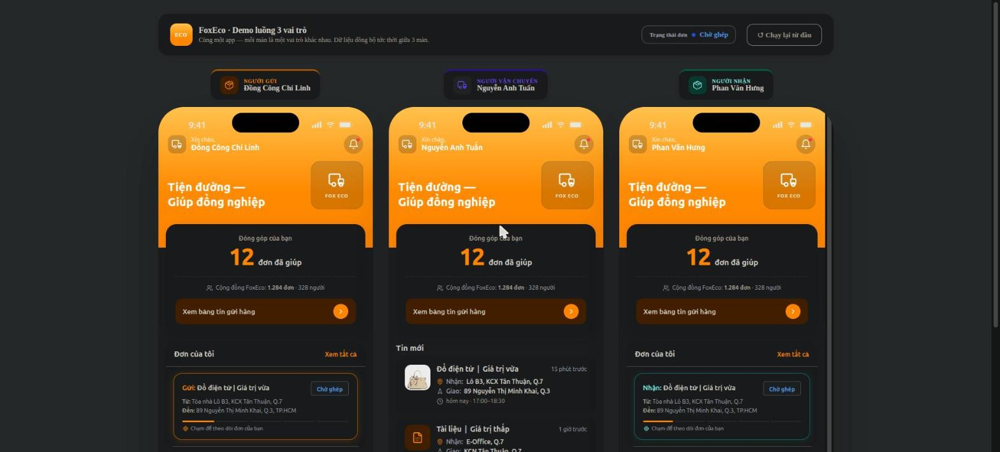 ECO
FoxEco · Demo luồng 3 vai trò
Cùng một app — mỗi màn là một vai trò khác nhau. Dữ liệu đồng bộ tức thời giữa 3 màn.
Trạng thái đơn Chờ ghép
↺ Chạy lại từ đầu
NGƯỜI GỬI
Đồng Công Chí Linh
NGƯỜI VẬN CHUYỂN
Nguyễn Anh Tuấn
NGƯỜI NHẬN
Phan Văn Hưng
9:41
Xin chào,
Đồng Công Chí Linh
Tiện đường —
Giúp đồng nghiệp
FOX ECO
Đóng góp của bạn
12 đơn đã giúp
Cộng đồng FoxEco: 1.284 đơn · 328 người
Xem bảng tin gửi hàng
Đơn của tôi
Xem tất cả
Gửi: Đồ điện tử | Giá trị vừa
Chờ ghép
Từ: Tòa nhà Lô B3, KCX Tân Thuận, Q.7
Đến: 89 Nguyễn Thị Minh Khai, Q.3, TP.HCM
Chạm để theo dõi đơn của bạn
9:41
Xin chào,
Nguyễn Anh Tuấn
Tiện đường —
Giúp đồng nghiệp
FOX ECO
Đóng góp của bạn
12 đơn đã giúp
Cộng đồng FoxEco: 1.284 đơn · 328 người
Xem bảng tin gửi hàng
Tin mới
Đồ điện tử | Giá trị vừa
15 phút trước
Nhận: Lô B3, KCX Tân Thuận, Q.7
Giao: 89 Nguyễn Thị Minh Khai, Q.3
hôm nay · 17:00–18:30
Tài liệu | Giá trị thấp
1 giờ trước
Nhận: E-Office, Q.7
Giao: KCN Tân Thuận, Q.7
9:41
Xin chào,
Phan Văn Hưng
Tiện đường —
Giúp đồng nghiệp
FOX ECO
Đóng góp của bạn
12 đơn đã giúp
Cộng đồng FoxEco: 1.284 đơn · 328 người
Xem bảng tin gửi hàng
Đơn của tôi
Xem tất cả
Nhận: Đồ điện tử | Giá trị vừa
Chờ ghép
Từ: Tòa nhà Lô B3, KCX Tân Thuận, Q.7
Đến: 89 Nguyễn Thị Minh Khai, Q.3, TP.HCM
Chạm để theo dõi đơn của bạn